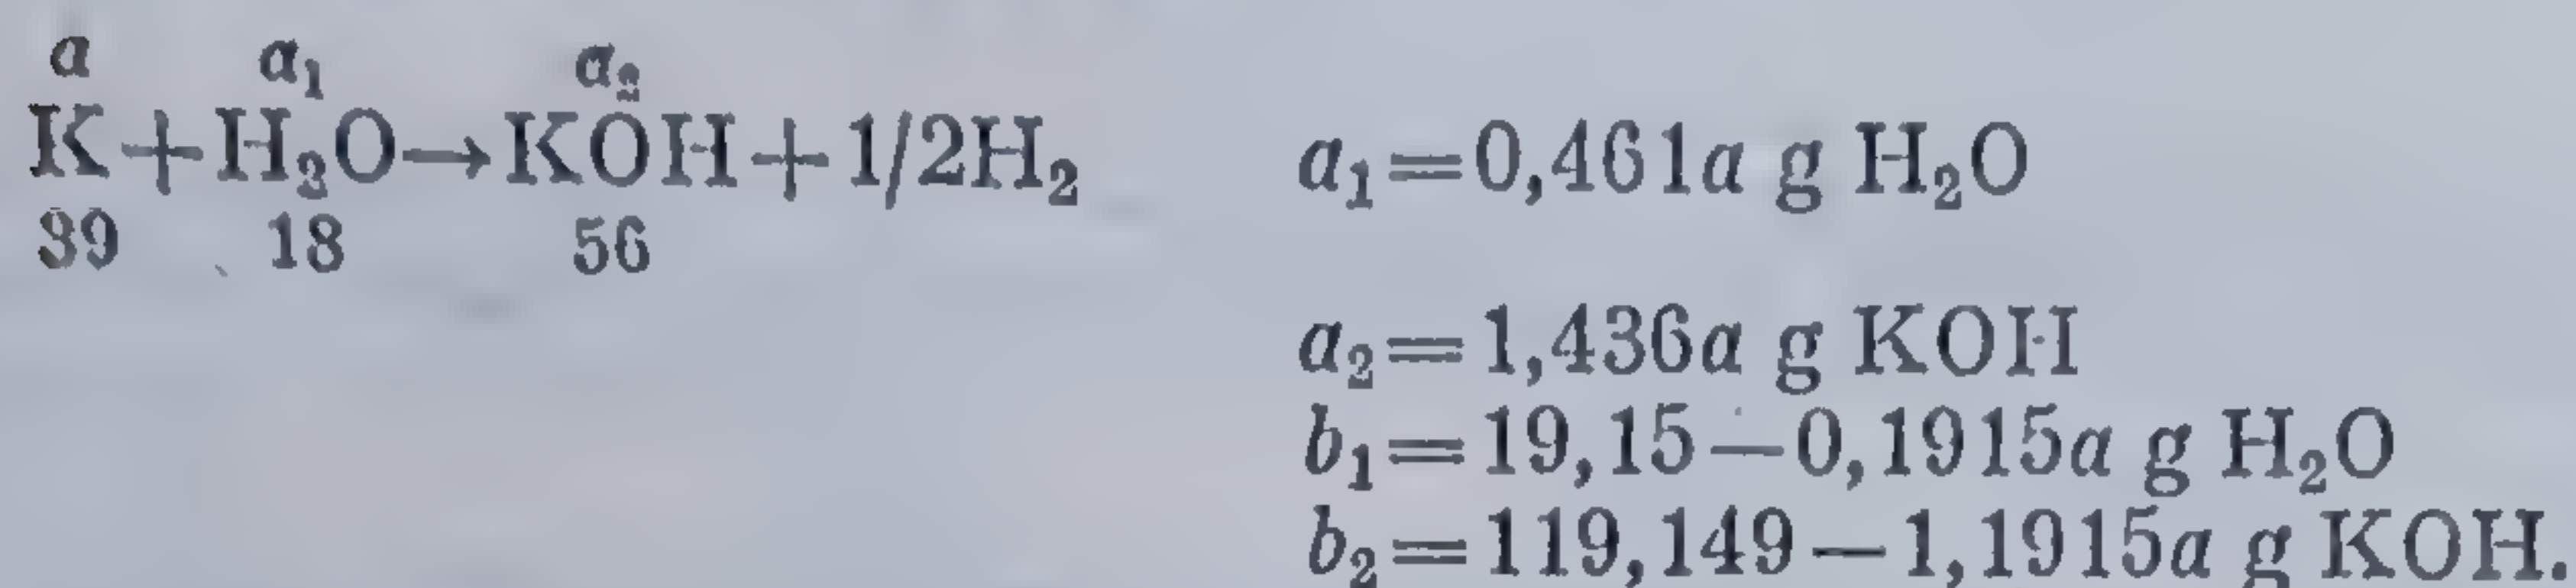 a a₁ a₂
K+H₂O→KOH+1/2H₂ a₁=0,461a g H₂O
39 18 56
a₂=1,436a g KOH
b₁=19,15−0,1915a g H₂O
b₂=119,149−1,1915a g KOH.